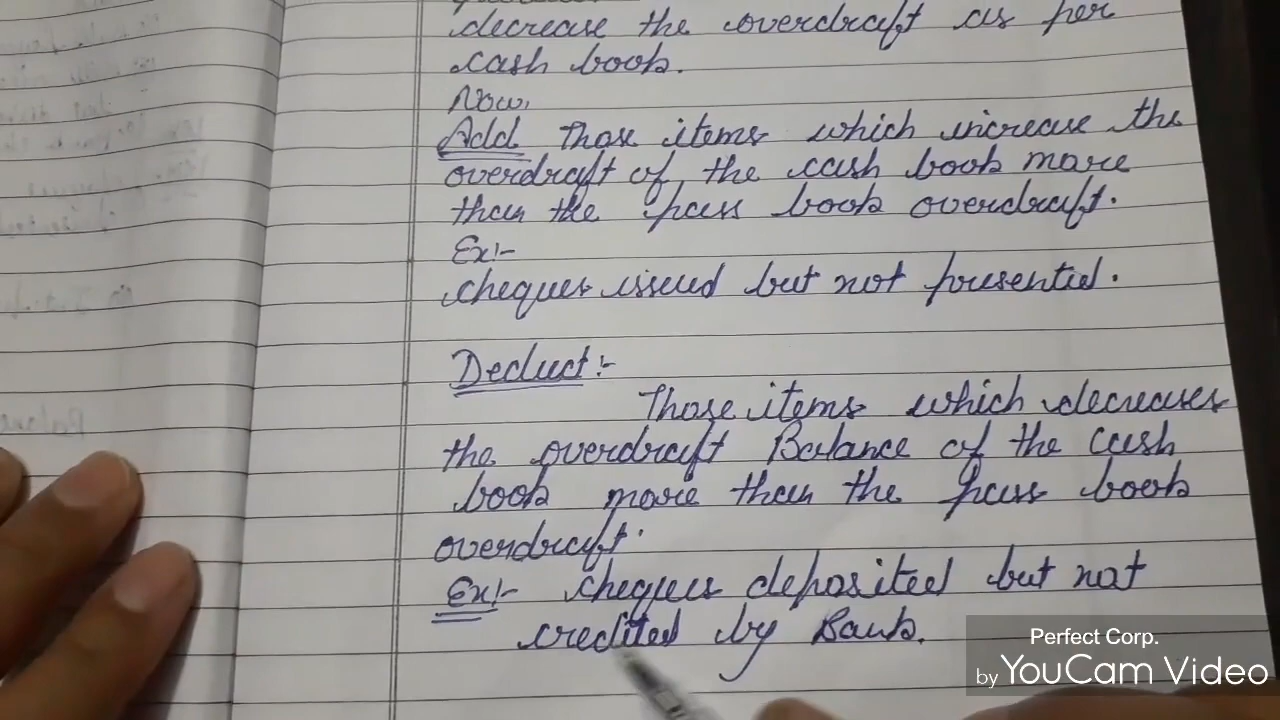 decrease the overdraft as per
cash book.
Now,
Add those items which increase the
overdraft of the cash book more
than the pass book overdraft.
Ex:-
cheques issued but not presented.
Deduct:-
Those items which decreases
the overdraft Balance of the cash
book more than the pass book
overdraft.
Ex:- cheques deposited but not
credited by Bank.
Perfect Corp.
by YouCam Video